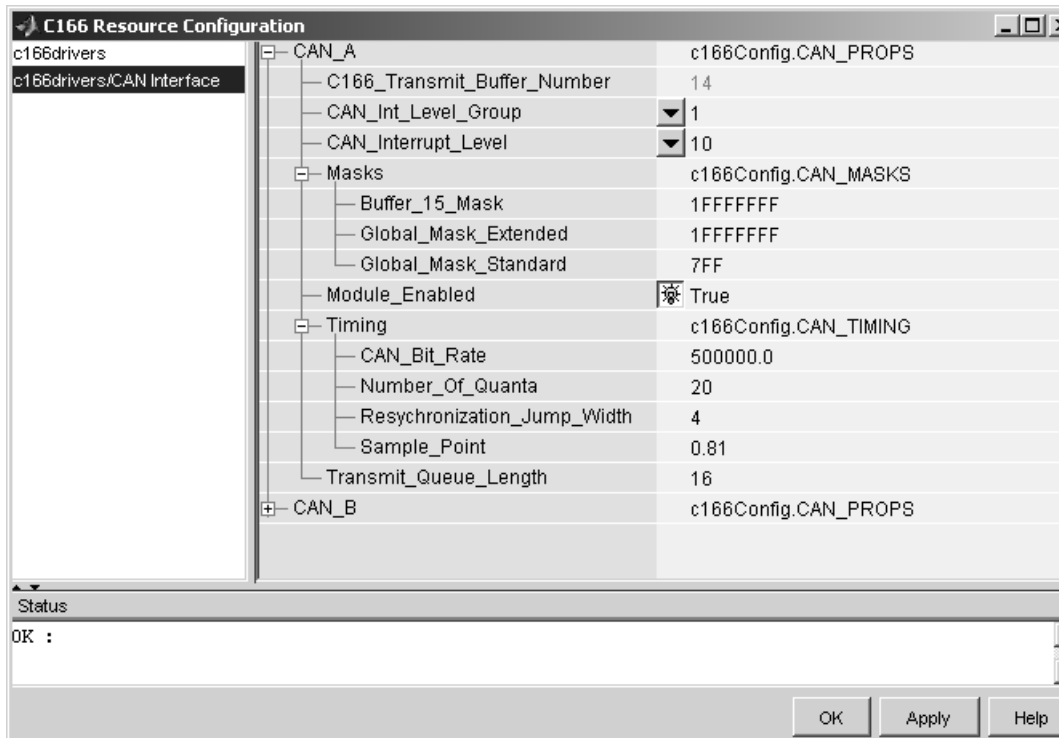 C166 Resource Configuration
c166drivers
c166drivers/CAN Interface
CAN_A c166Config.CAN_PROPS
C166_Transmit_Buffer_Number 14
CAN_Int_Level_Group 1
CAN_Interrupt_Level 10
Masks c166Config.CAN_MASKS
Buffer_15_Mask 1FFFFFFF
Global_Mask_Extended 1FFFFFFF
Global_Mask_Standard 7FF
Module_Enabled True
Timing c166Config.CAN_TIMING
CAN_Bit_Rate 500000.0
Number_Of_Quanta 20
Resychronization_Jump_Width 4
Sample_Point 0.81
Transmit_Queue_Length 16
CAN_B c166Config.CAN_PROPS
Status
OK :
OK Apply Help